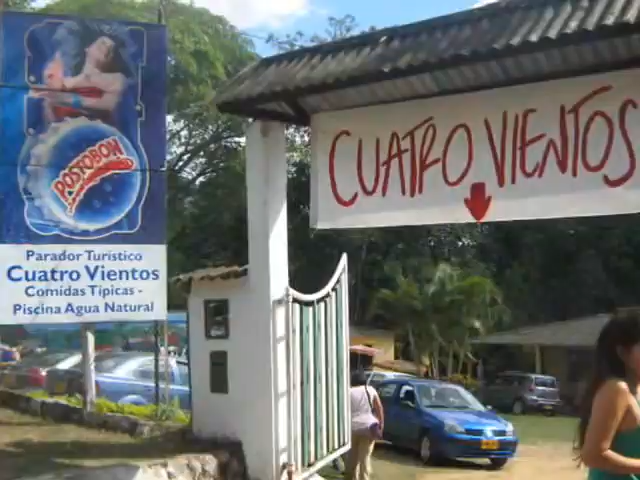 POSTOBON
Parador Turístico
Cuatro Vientos
Comidas Típicas -
Piscina Agua Natural
CUATRO VIENTOS